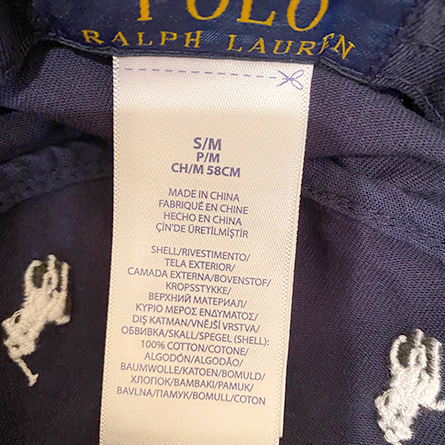 POLO
RALPH LAUREN
S/M
P/M
CH/M 58CM
MADE IN CHINA
FABRIQUÉ EN CHINE
HECHO EN CHINA
ÇİN'DE ÜRETİLMİŞTİR
SHELL/RIVESTIMENTO/
TELA EXTERIOR/
CAMADA EXTERNA/BOVENSTOF/
KROPSSTYKKE/
ВЕРХНИЙ МАТЕРИАЛ/
ΚΥΡΙΟ ΜΕΡΟΣ ΕΝΔΥΜΑΤΟΣ/
DIŞ KATMAN/VNĚJŠÍ VRSTVA/
ОБШИВКА/SKALL/SPEGEL (SHELL):
100% COTTON/COTONE/
ALGODÓN/ALGODÃO/
BAUMWOLLE/KATOEN/BOMULD/
ХЛОПОК/BAMBAKI/PAMUK/
BAVLNA/ПАМУК/BOMULL/COTON